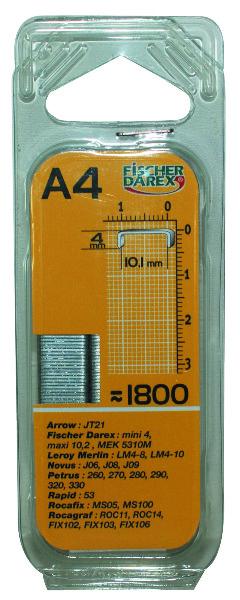 A4
FISCHER
DAREX
1 0
0
4
mm
10.1 mm
1
2
3
≈1800
Arrow : JT21
Fischer Darex : mini 4,
maxi 10,2 , MEK 5310M
Leroy Merlin : LM4-8, LM4-10
Novus : J06, J08, J09
Petrus : 260, 270, 280, 290,
320, 330
Rapid : 53
Rocafix : MS05, MS100
Rocagraf : ROC11, ROC14,
FIX102, FIX103, FIX106